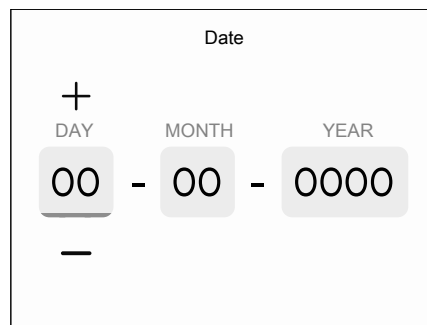 Date
+
DAY MONTH YEAR
00 - 00 - 0000
—